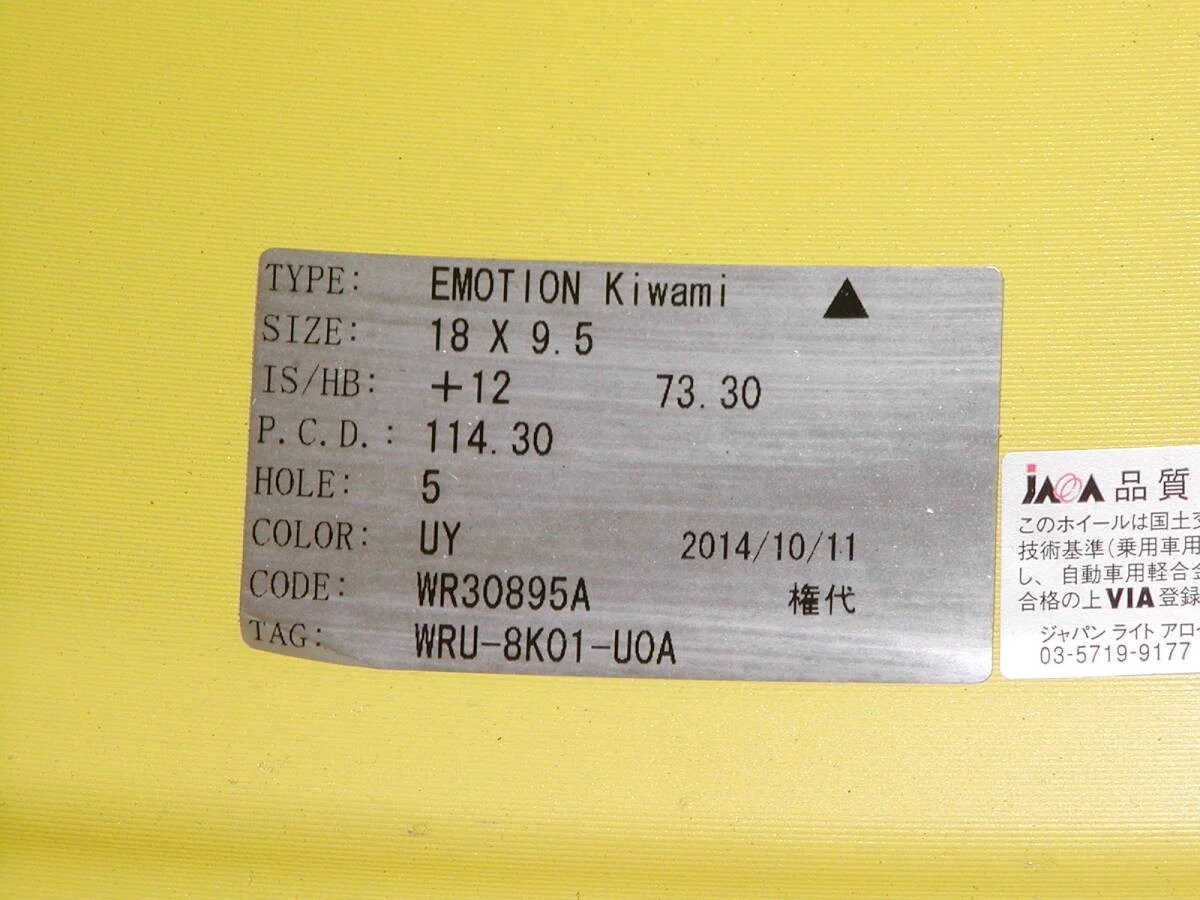 TYPE: EMOTION Kiwami ▲
SIZE: 18 X 9.5
IS/HB: +12 73.30
P.C.D.: 114.30
HOLE: 5
COLOR: UY 2014/10/11
CODE: WR30895A 権代
TAG: WRU-8K01-U0A
JAWA 品質
このホイールは国土交
技術基準(乗用車用
し、自動車用軽合金
合格の上VIA登録
ジャパン ライト アロー
03-5719-9177